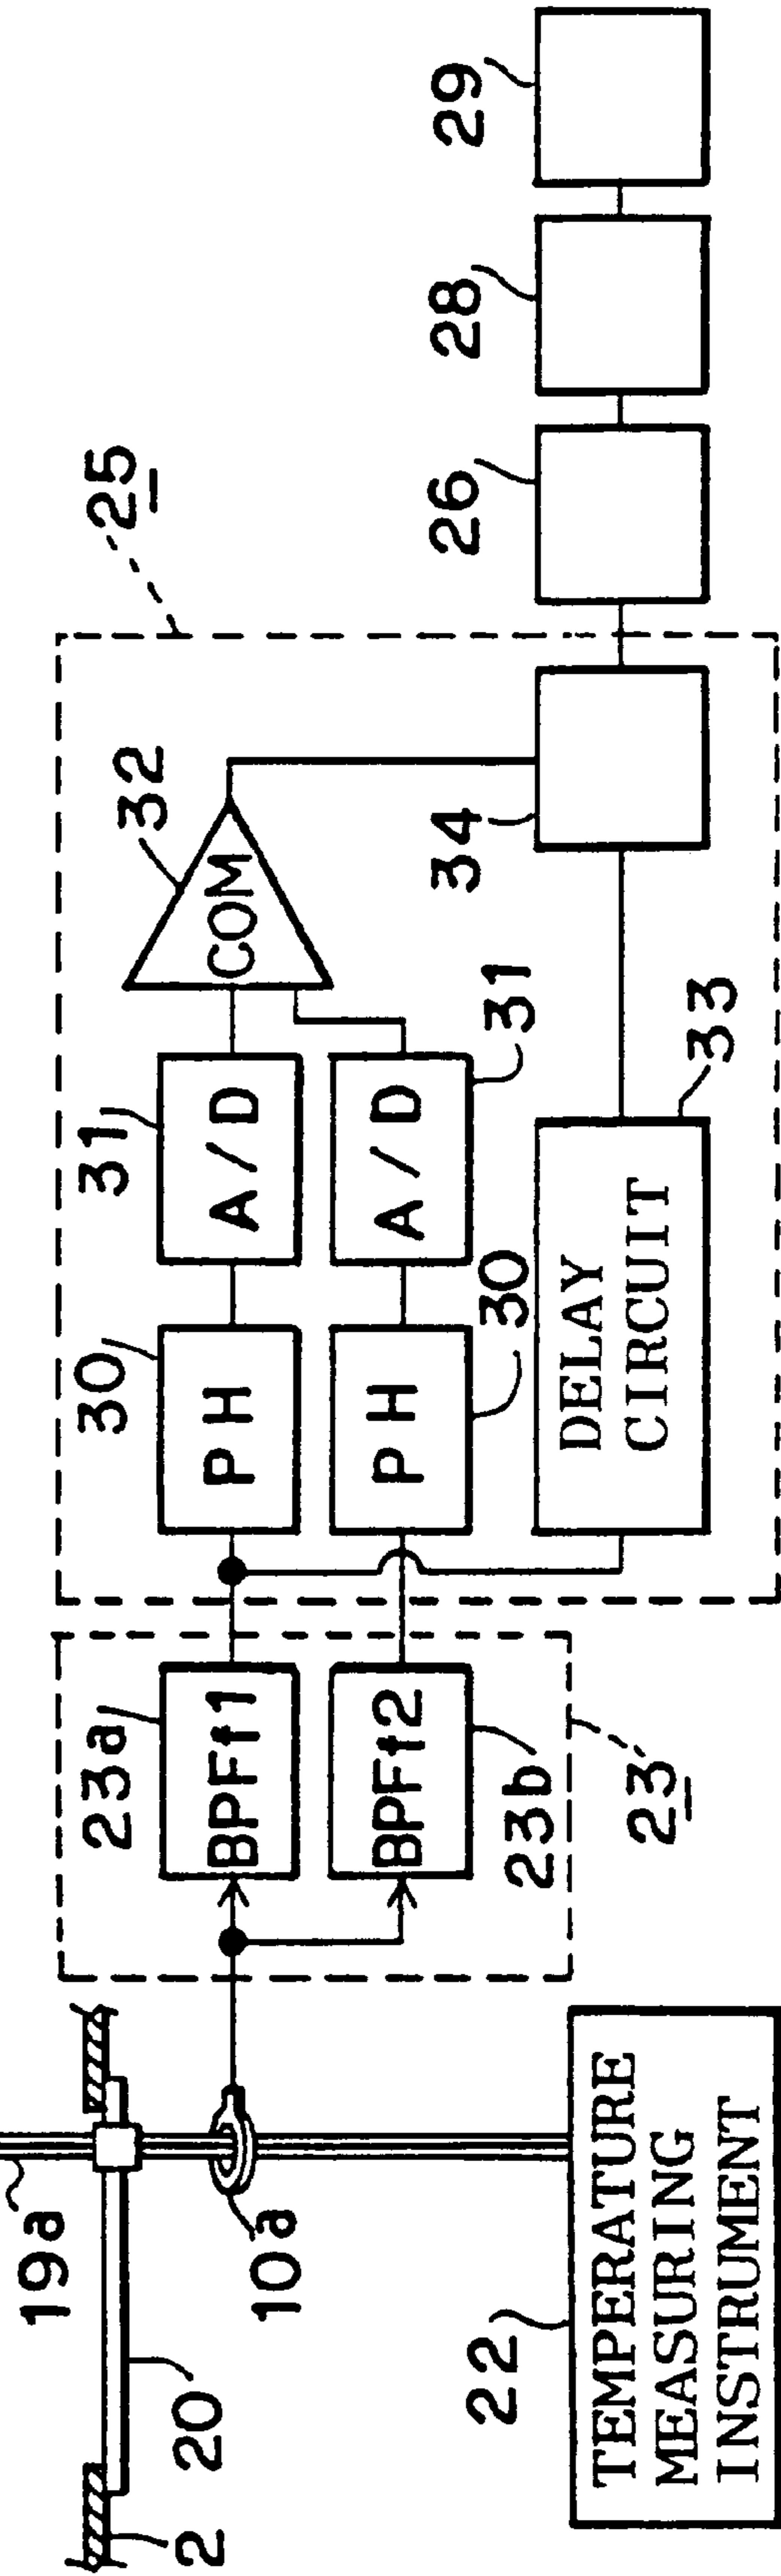 19a
20
2
10a
22
TEMPERATURE
MEASURING
INSTRUMENT
23a
BPFf1
BPFf2
23b
23
25
30
PH
PH
30
31
A/D
A/D
31
32
COM
DELAY
CIRCUIT
33
34
26
28
29